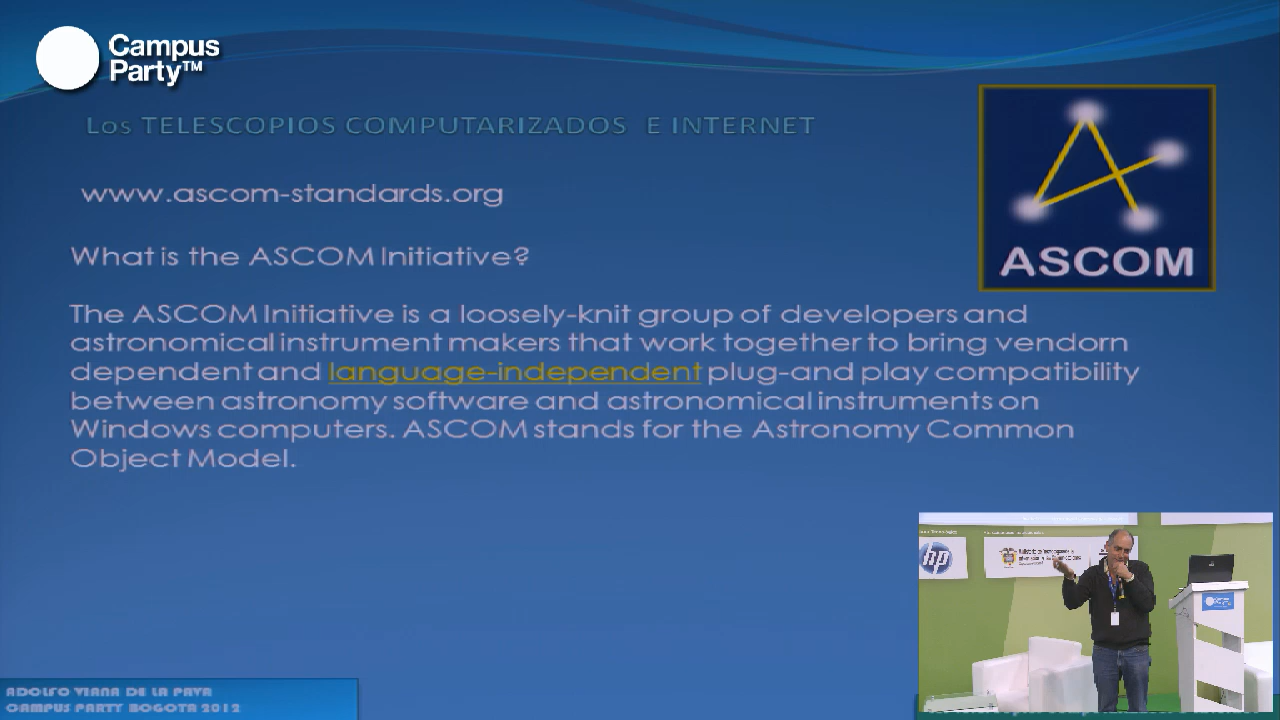 Campus
Party™
Los TELESCOPIOS COMPUTARIZADOS E INTERNET
www.ascom-standards.org
ASCOM
What is the ASCOM Initiative?
The ASCOM Initiative is a loosely-knit group of developers and
astronomical instrument makers that work together to bring vendorn
dependent and language-independent plug-and play compatibility
between astronomy software and astronomical instruments on
Windows computers. ASCOM stands for the Astronomy Common
Object Model.
hp
ADOLFO VIANA DE LA PAVA
CAMPUS PARTY BOGOTA 2012